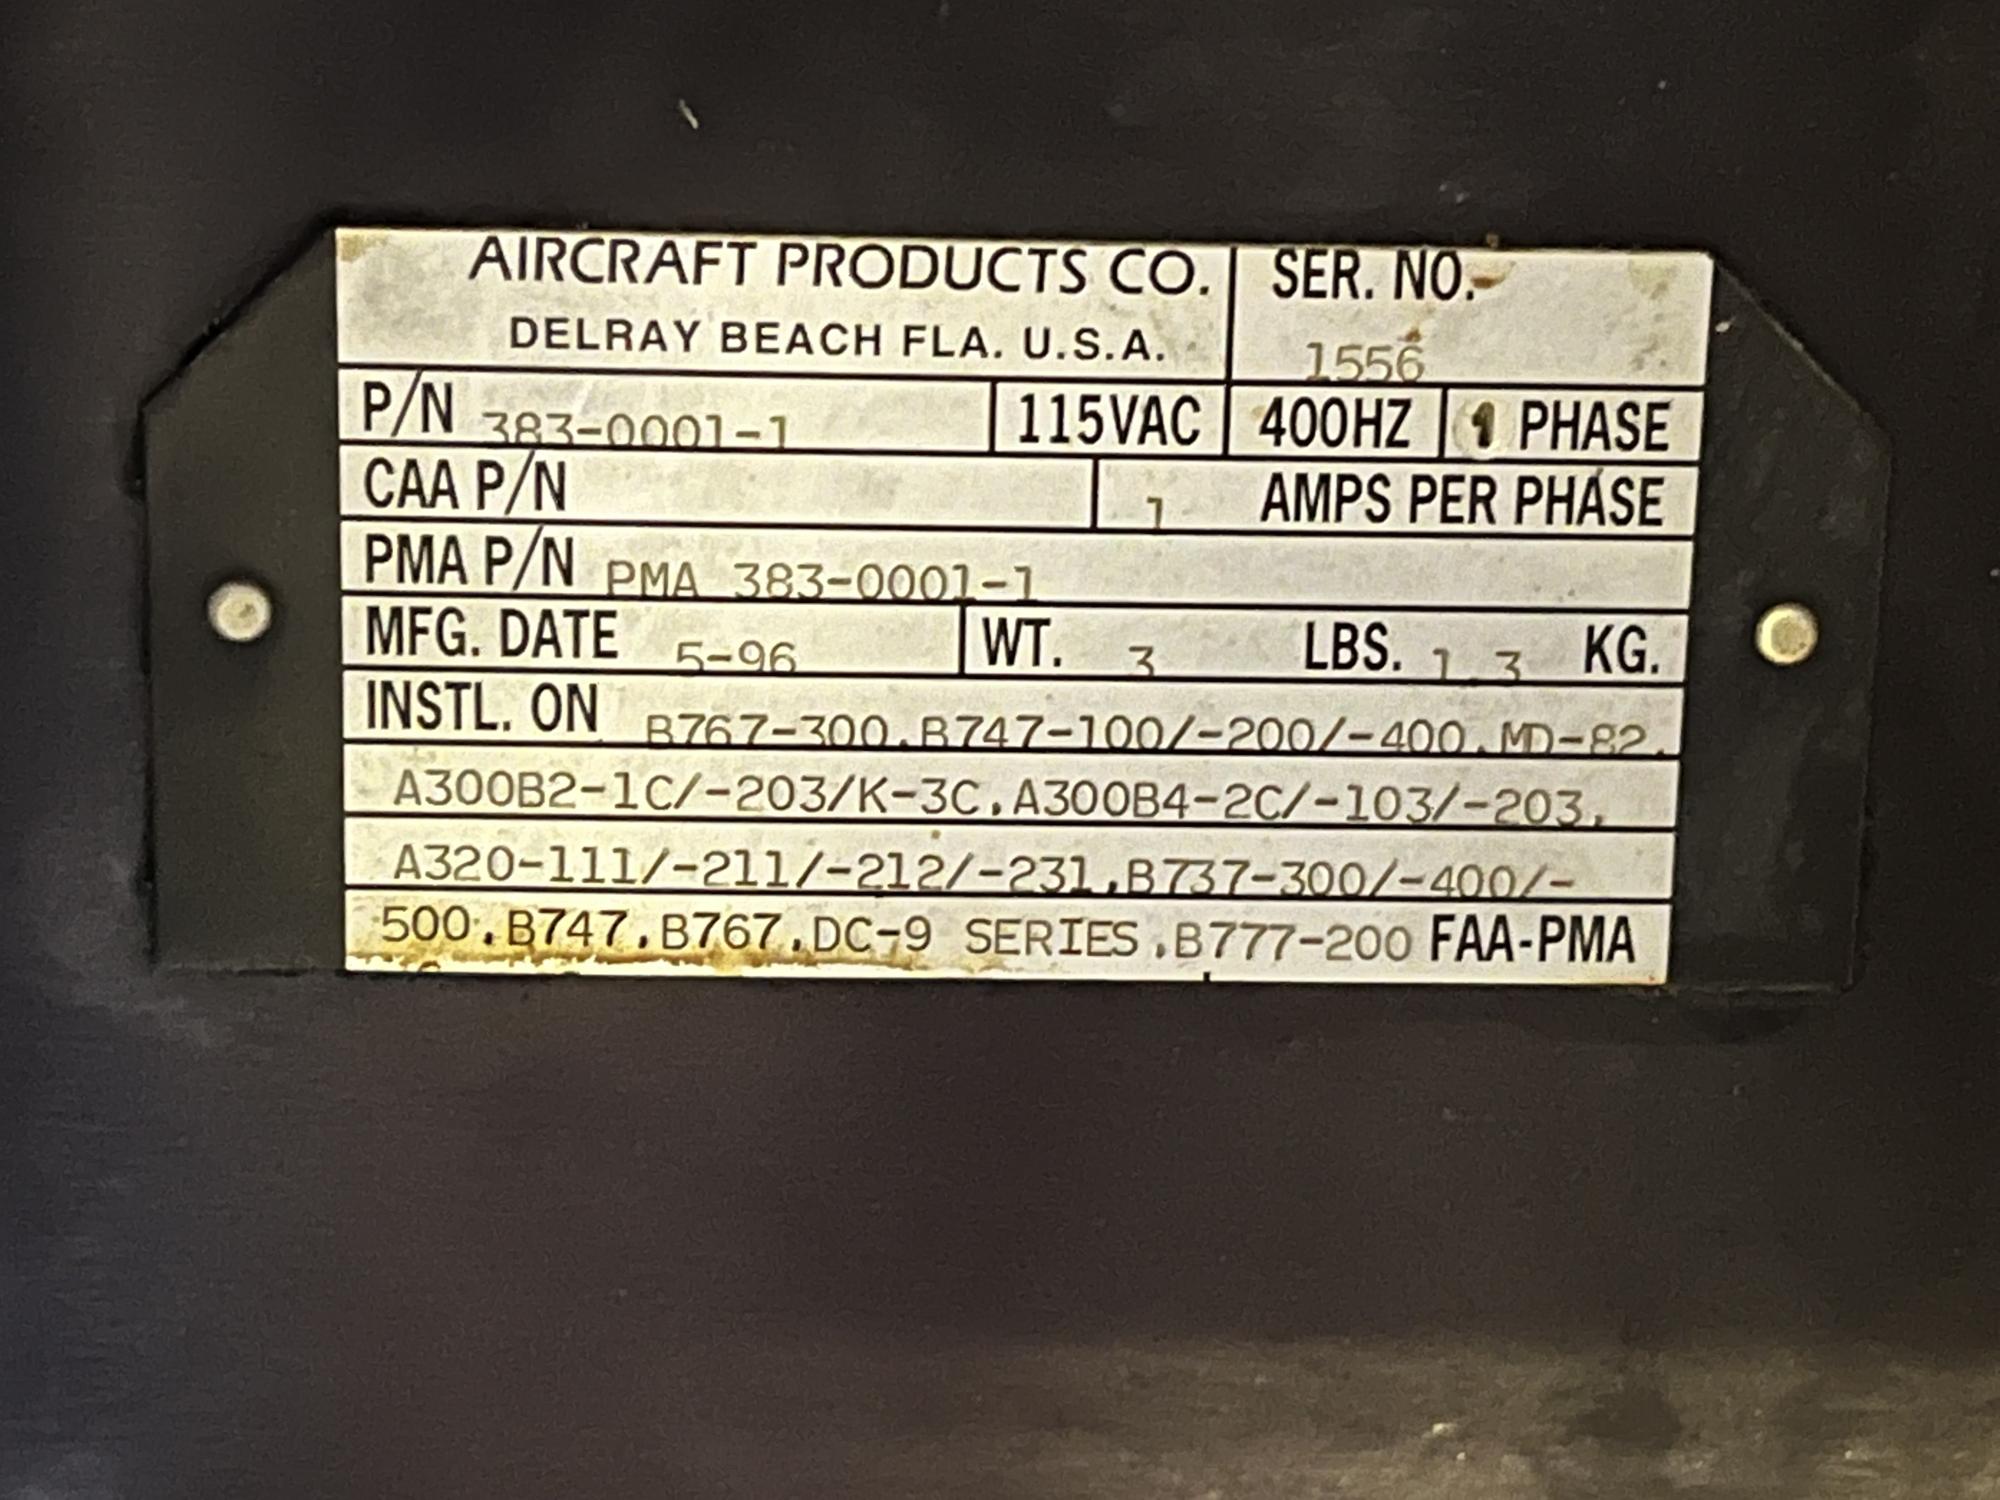 AIRCRAFT PRODUCTS CO. SER. NO.
DELRAY BEACH FLA. U.S.A. 1556
P/N 383-0001-1 115VAC 400HZ 1 PHASE
CAA P/N 1 AMPS PER PHASE
PMA P/N PMA 383-0001-1
MFG. DATE 5-96 WT. 3 LBS. 1.3 KG.
INSTL. ON B767-300,B747-100/-200/-400,MD-82,
A300B2-1C/-203/K-3C,A300B4-2C/-103/-203,
A320-111/-211/-212/-231,B737-300/-400/-
500,B747,B767,DC-9 SERIES,B777-200 FAA-PMA